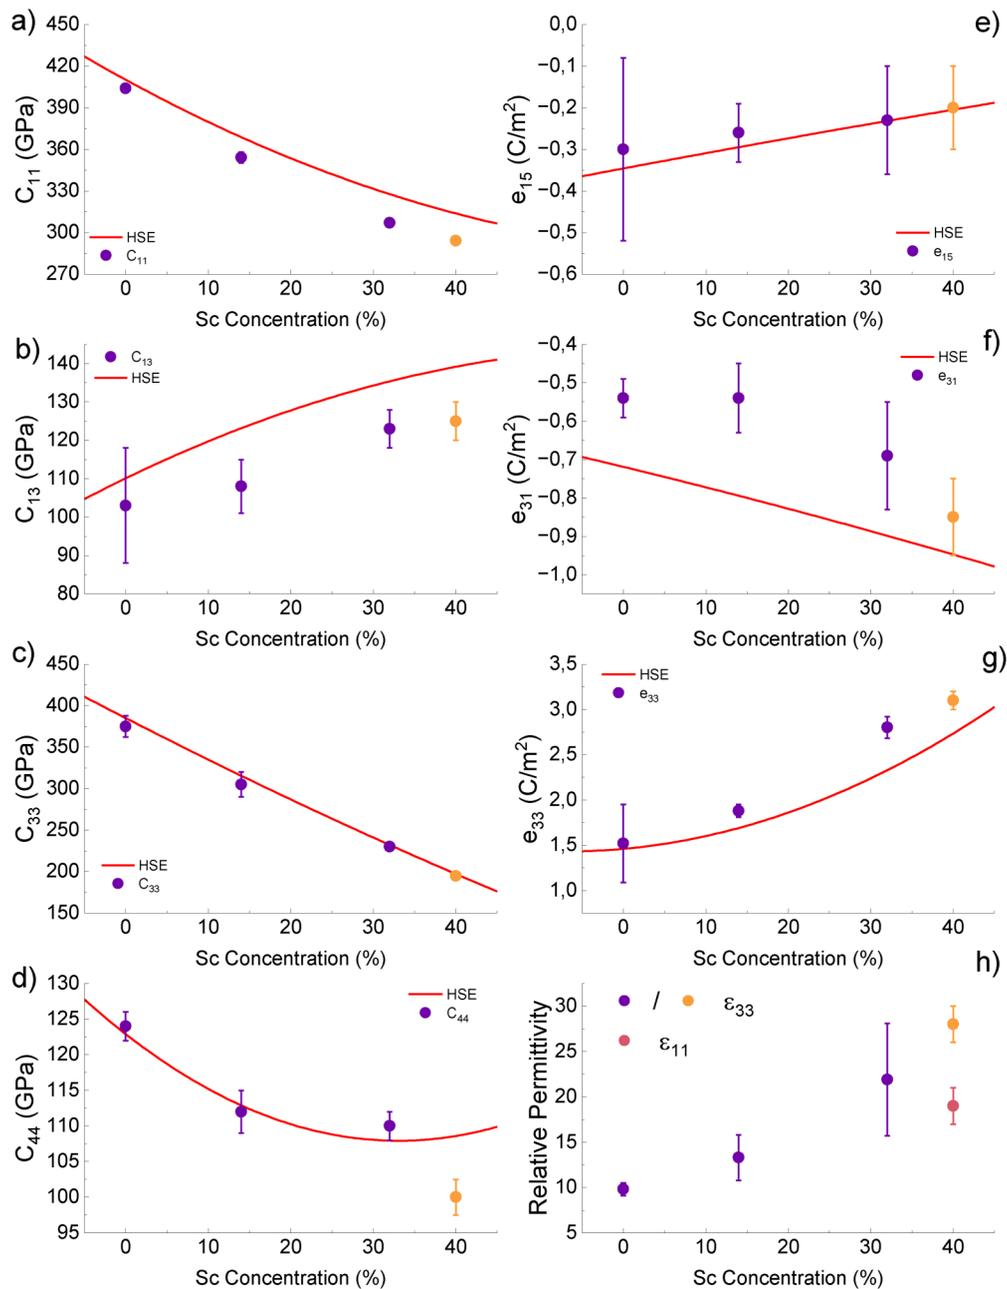 a)
450
420
390
360
330
300
270
C11 (GPa)
HSE
C11
0 10 20 30 40
Sc Concentration (%)
e)
0,0
−0,1
−0,2
−0,3
−0,4
−0,5
−0,6
e15 (C/m²)
HSE
e15
0 10 20 30 40
Sc Concentration (%)
b)
140
130
120
110
100
90
80
C13 (GPa)
C13
HSE
0 10 20 30 40
Sc Concentration (%)
f)
−0,4
−0,5
−0,6
−0,7
−0,8
−0,9
−1,0
e31 (C/m²)
HSE
e31
0 10 20 30 40
Sc Concentration (%)
c)
450
400
350
300
250
200
150
C33 (GPa)
HSE
C33
0 10 20 30 40
Sc Concentration (%)
g)
3,5
3,0
2,5
2,0
1,5
1,0
e33 (C/m²)
HSE
e33
0 10 20 30 40
Sc Concentration (%)
d)
130
125
120
115
110
105
100
95
C44 (GPa)
HSE
C44
0 10 20 30 40
Sc Concentration (%)
h)
30
25
20
15
10
5
Relative Permittivity
/ ε33
ε11
0 10 20 30 40
Sc Concentration (%)